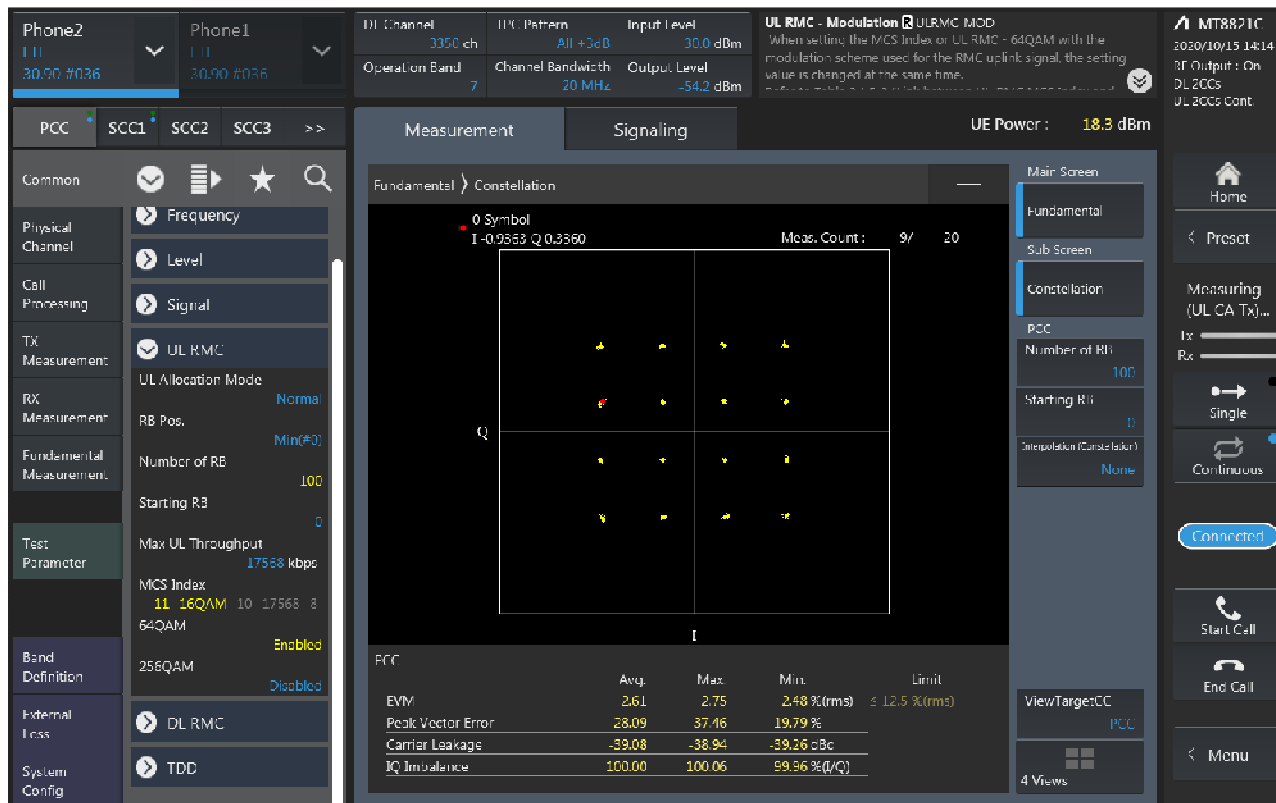 Phone2
LTE
30.90 #036
Phone1
LTE
30.90 #036
DL Channel
3350 ch
TPC Pattern
All +3dB
Input Level
30.0 dBm
Operation Band
7
Channel Bandwidth
20 MHz
Output Level
-54.2 dBm
UL RMC - Modulation R ULRMC_MOD
When setting the MCS Index or UL RMC - 64QAM with the
modulation scheme used for the RMC uplink signal, the setting
value is changed at the same time.
MT8821C
2020/10/15 14:14
RF Output : On
DL 2CCs
UL 2CCs Cont.
PCC
SCC1
SCC2
SCC3
>>
Measurement
Signaling
UE Power : 18.3 dBm
Common
Physical
Channel
Call
Processing
TX
Measurement
RX
Measurement
Fundamental
Measurement
Test
Parameter
Band
Definition
External
Loss
System
Config
Frequency
Level
Signal
UL RMC
UL Allocation Mode
Normal
RB Pos.
Min(#0)
Number of RB
100
Starting RB
0
Max UL Throughput
17568 kbps
MCS Index
11 16QAM 10 17568 8
64QAM
Enabled
256QAM
Disabled
DL RMC
TDD
Fundamental 〉 Constellation
0 Symbol
I -0.9363 Q 0.3360
Meas. Count : 9/ 20
Q
I
PCC
Avg. Max. Min. Limit
EVM 2.61 2.75 2.48 %(rms) ≤ 12.5 %(rms)
Peak Vector Error 28.09 37.46 19.79 %
Carrier Leakage -39.08 -38.94 -39.26 dBc
IQ Imbalance 100.00 100.06 99.96 %(I/Q)
Main Screen
Fundamental
Sub Screen
Constellation
PCC
Number of RB
100
Starting RB
0
Interpolation (Constellation)
None
ViewTargetCC
PCC
4 Views
Home
< Preset
Measuring
(UL CA Tx)...
Tx
Rx
Single
Continuous
Connected
Start Call
End Call
< Menu